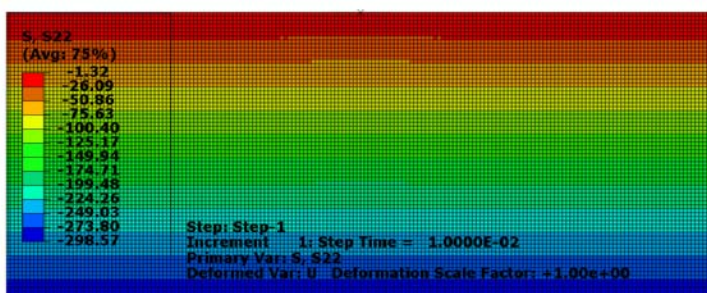 S, S22
(Avg: 75%)
-1.32
-26.09
-50.86
-75.63
-100.40
-125.17
-149.94
-174.71
-199.48
-224.26
-249.03
-273.80
-298.57
Step: Step-1
Increment 1: Step Time = 1.0000E-02
Primary Var: S, S22
Deformed Var: U Deformation Scale Factor: +1.00e+00